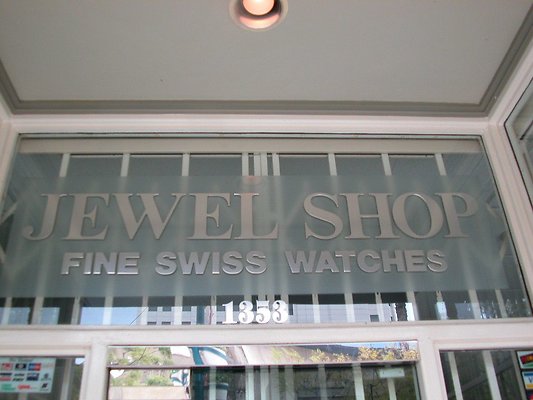 JEWEL SHOP
FINE SWISS WATCHES
1353